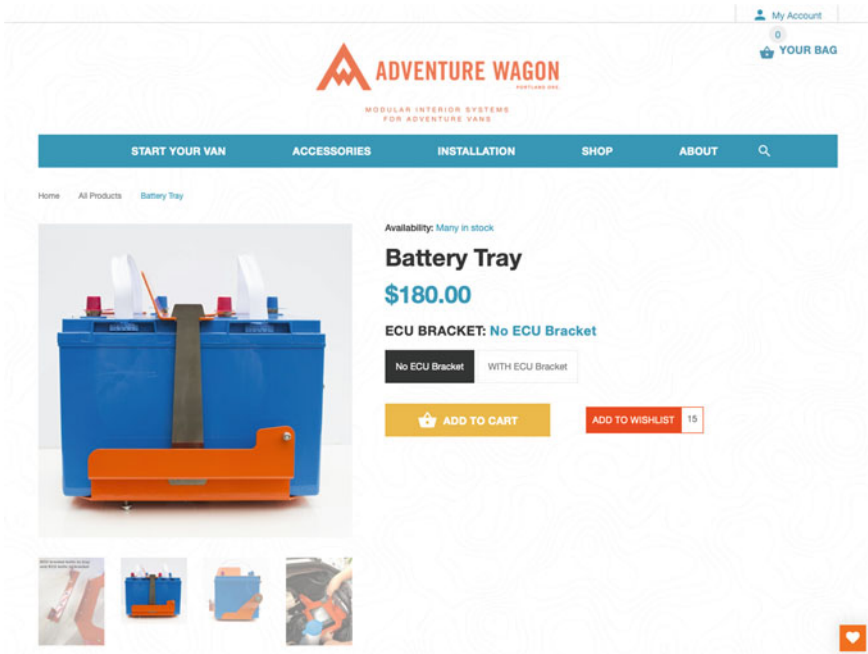 My Account
0
YOUR BAG
ADVENTURE WAGON
PORTLAND ORE.
MODULAR INTERIOR SYSTEMS
FOR ADVENTURE VANS
START YOUR VAN ACCESSORIES INSTALLATION SHOP ABOUT
Home All Products Battery Tray
Availability: Many in stock
Battery Tray
$180.00
ECU BRACKET: No ECU Bracket
No ECU Bracket WITH ECU Bracket
ADD TO CART ADD TO WISHLIST 15